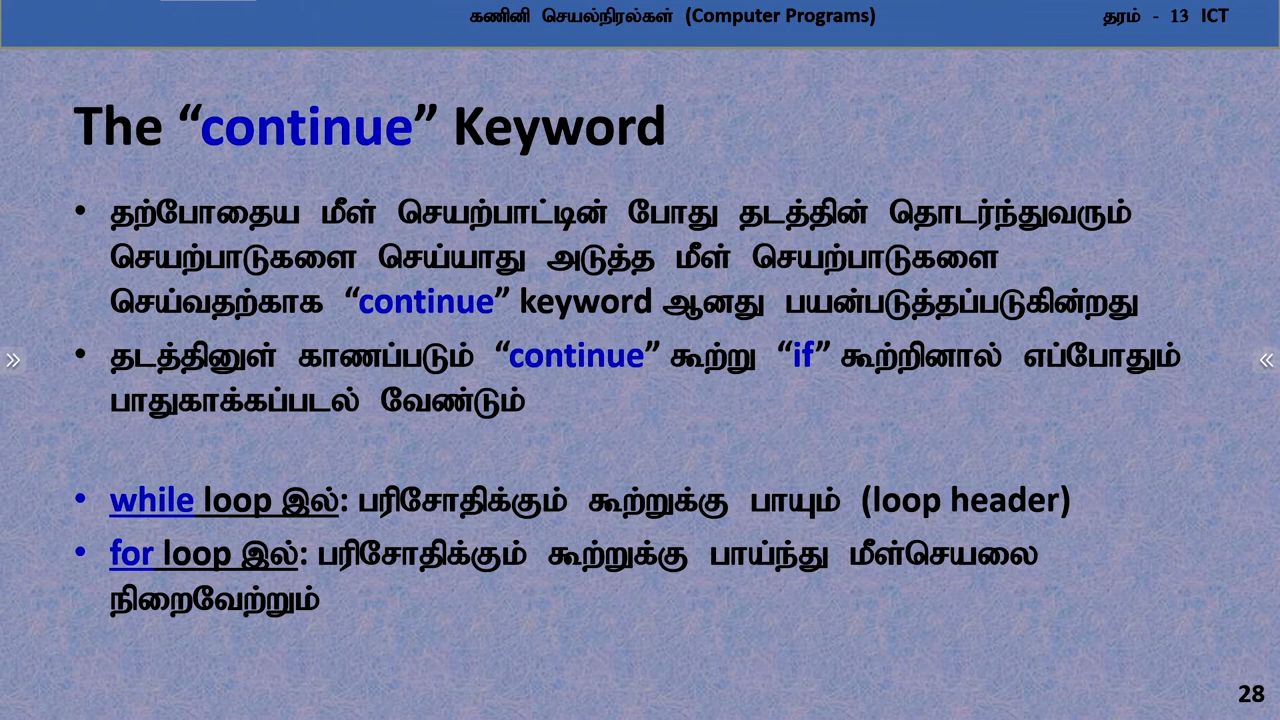 கணினி செயல்நிரல்கள் (Computer Programs) தரம் - 13 ICT
The “continue” Keyword
• தற்போதைய மீள் செயற்பாட்டின் போது தடத்தின் தொடர்ந்துவரும்
செயற்பாடுகளை செய்யாது அடுத்த மீள் செயற்பாடுகளை
செய்வதற்காக “continue” keyword ஆனது பயன்படுத்தப்படுகின்றது
• தடத்தினுள் காணப்படும் “continue” கூற்று “if” கூற்றினால் எப்போதும்
பாதுகாக்கப்படல் வேண்டும்
• while loop இல்: பரிசோதிக்கும் கூற்றுக்கு பாயும் (loop header)
• for loop இல்: பரிசோதிக்கும் கூற்றுக்கு பாய்ந்து மீள்செயலை
நிறைவேற்றும்
28